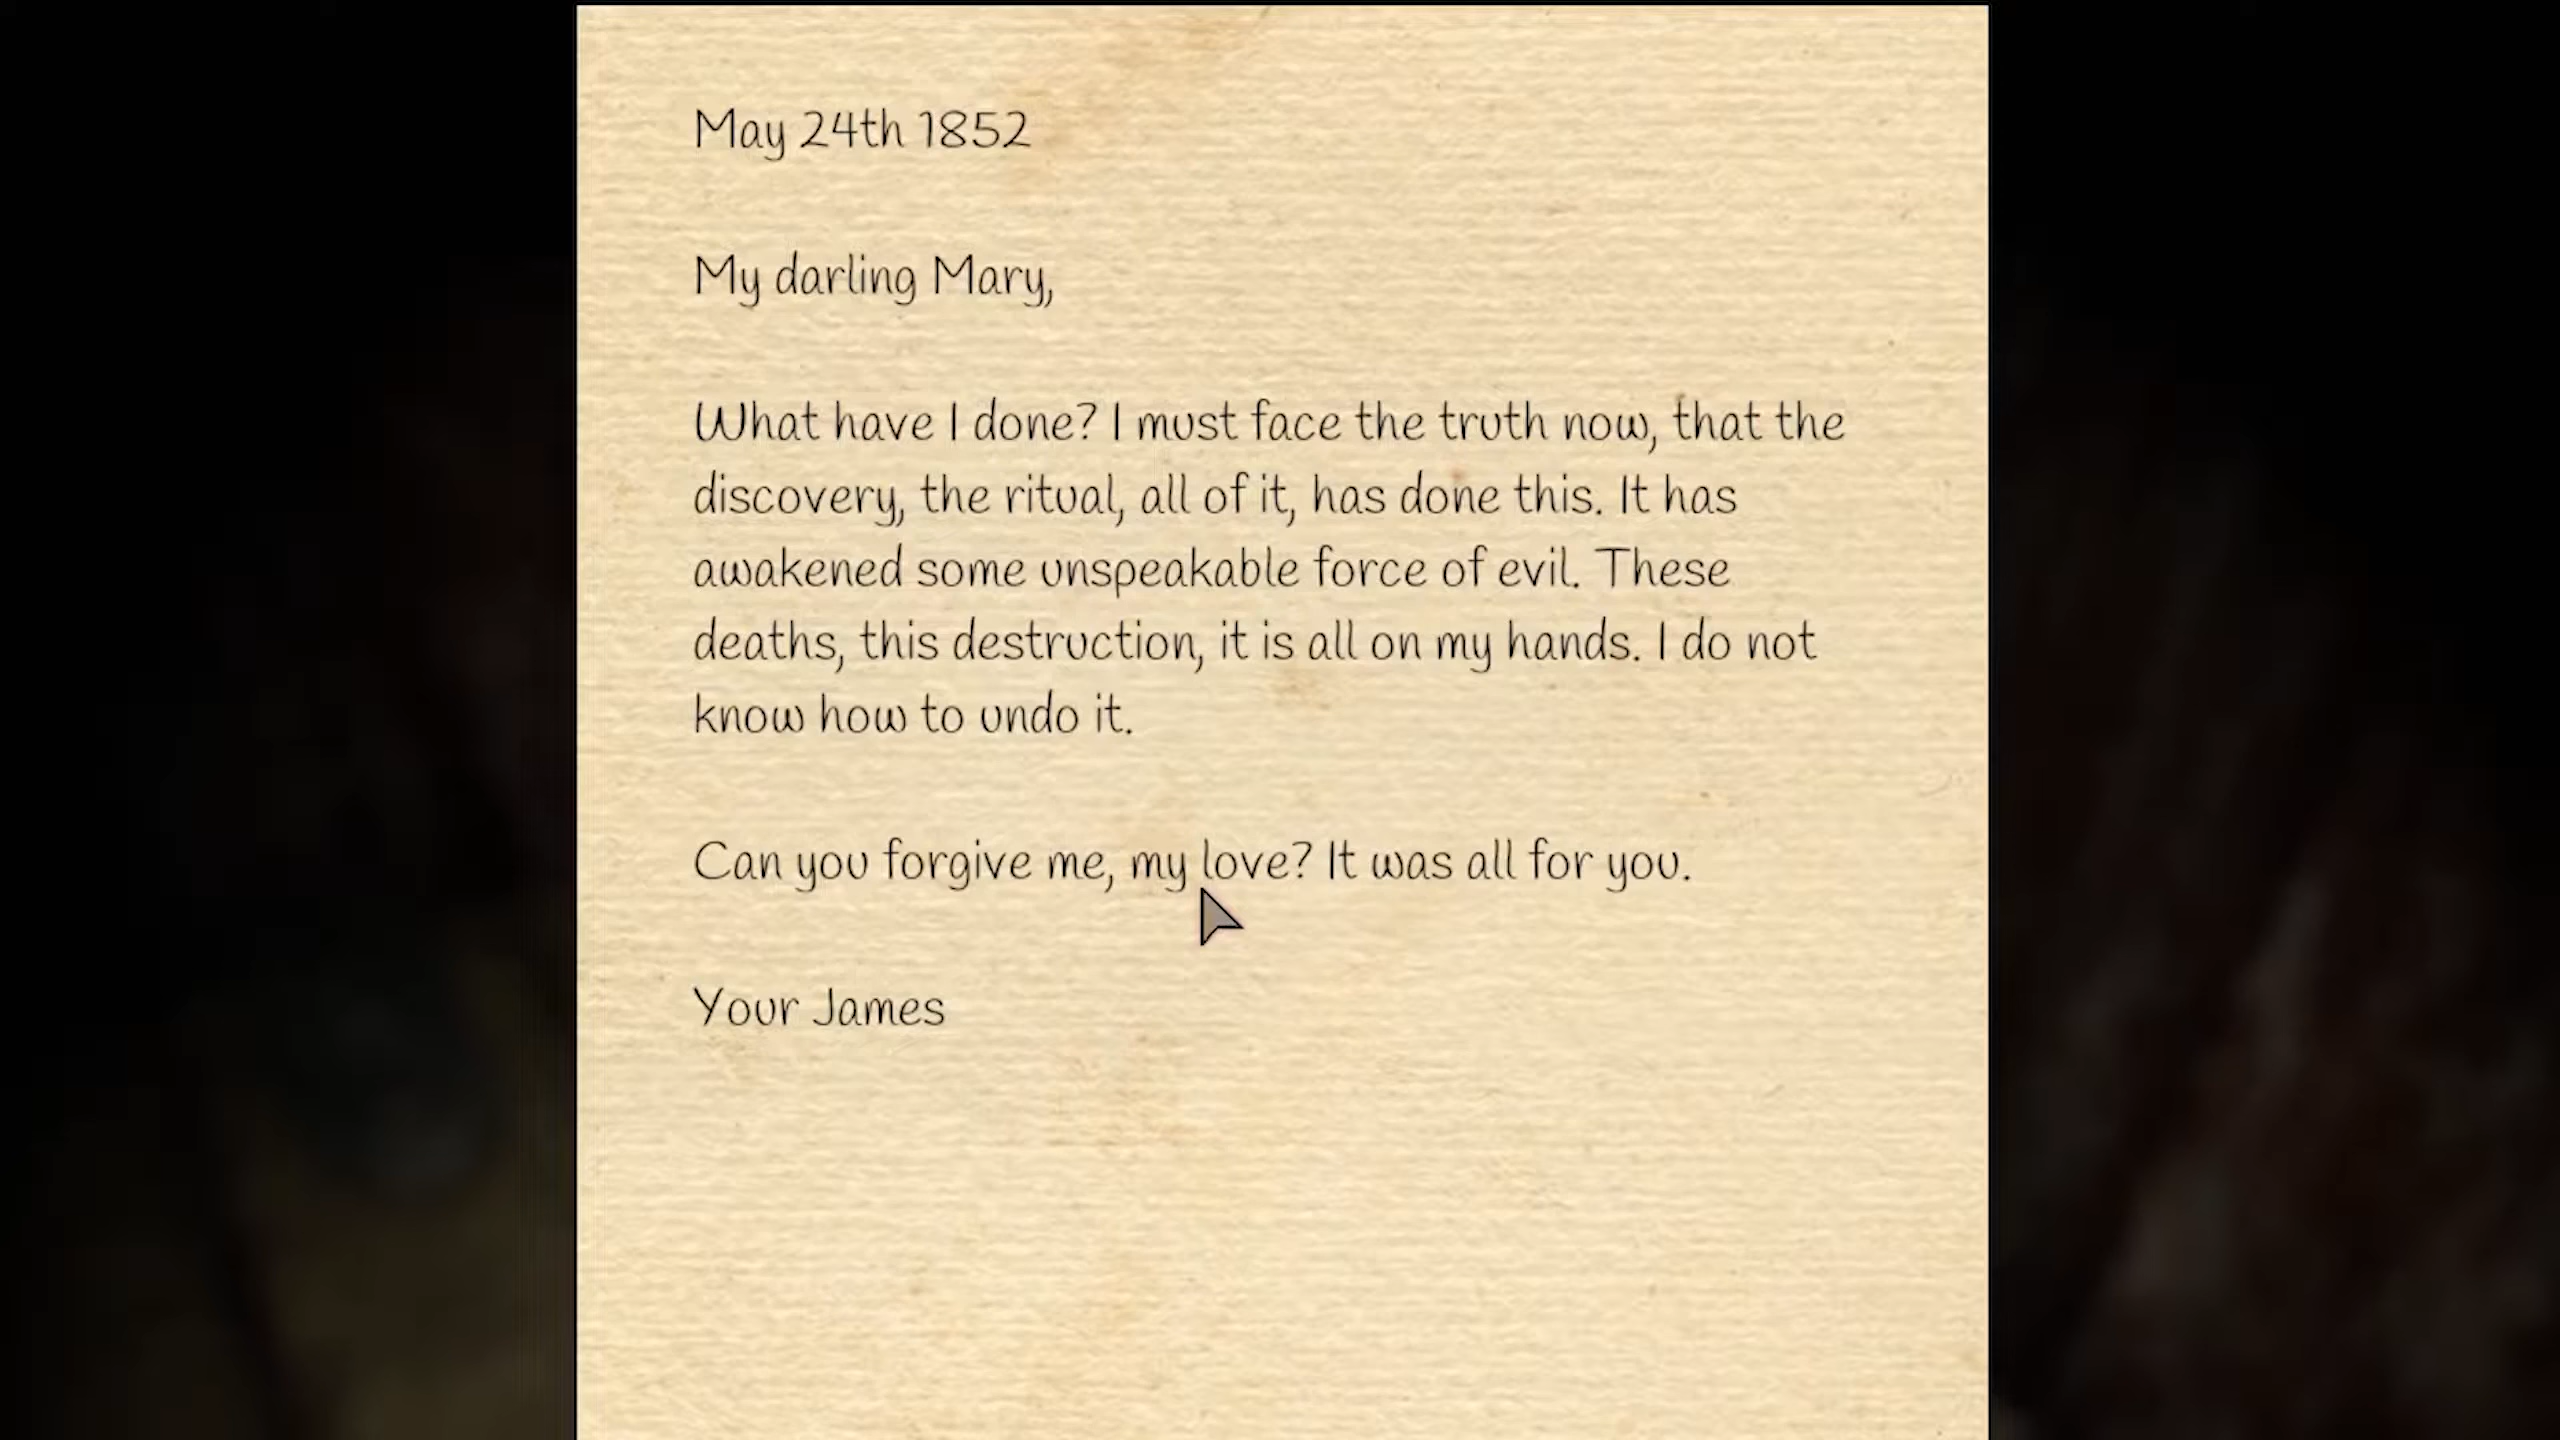 May 24th 1852
My darling Mary,
What have I done? I must face the truth now, that the
discovery, the ritual, all of it, has done this. It has
awakened some unspeakable force of evil. These
deaths, this destruction, it is all on my hands. I do not
know how to undo it.
Can you forgive me, my love? It was all for you.
Your James